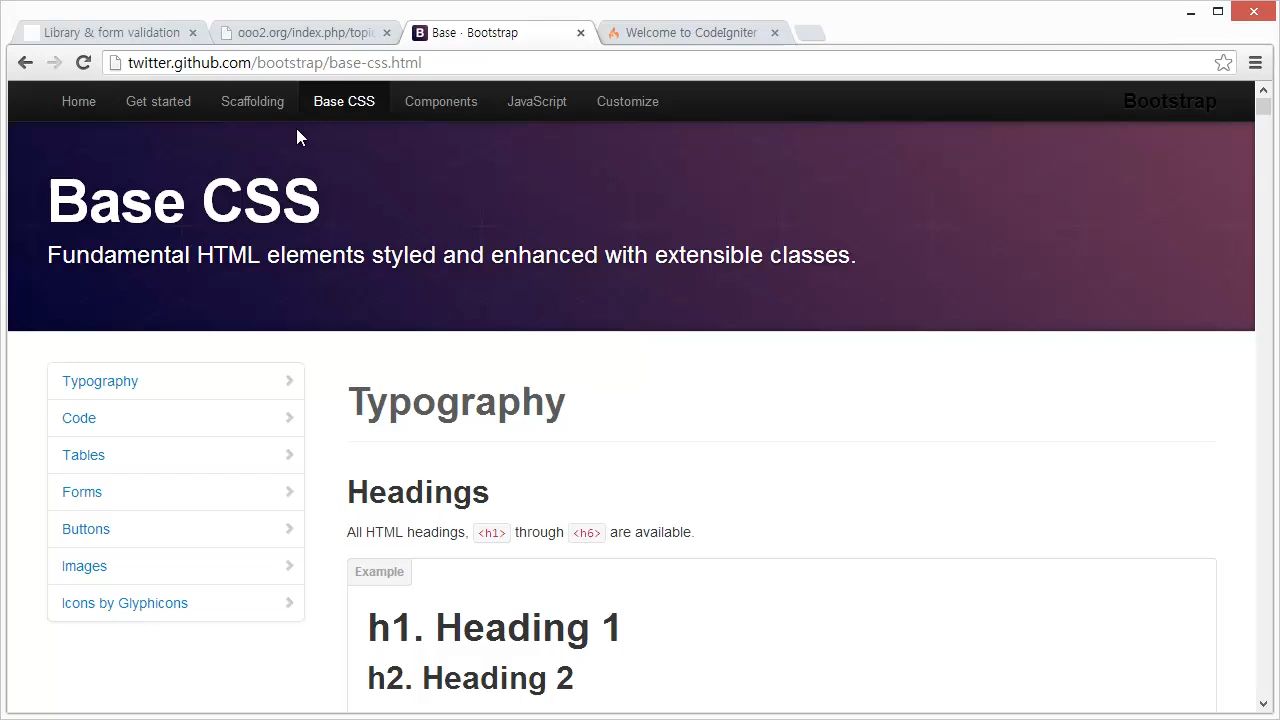 Library & form validation
ooo2.org/index.php/topic
Base · Bootstrap
Welcome to CodeIgniter
twitter.github.com/bootstrap/base-css.html
Home Get started Scaffolding Base CSS Components JavaScript Customize Bootstrap
Base CSS
Fundamental HTML elements styled and enhanced with extensible classes.
Typography
Code
Tables
Forms
Buttons
Images
Icons by Glyphicons
Typography
Headings
All HTML headings, <h1> through <h6> are available.
Example
h1. Heading 1
h2. Heading 2